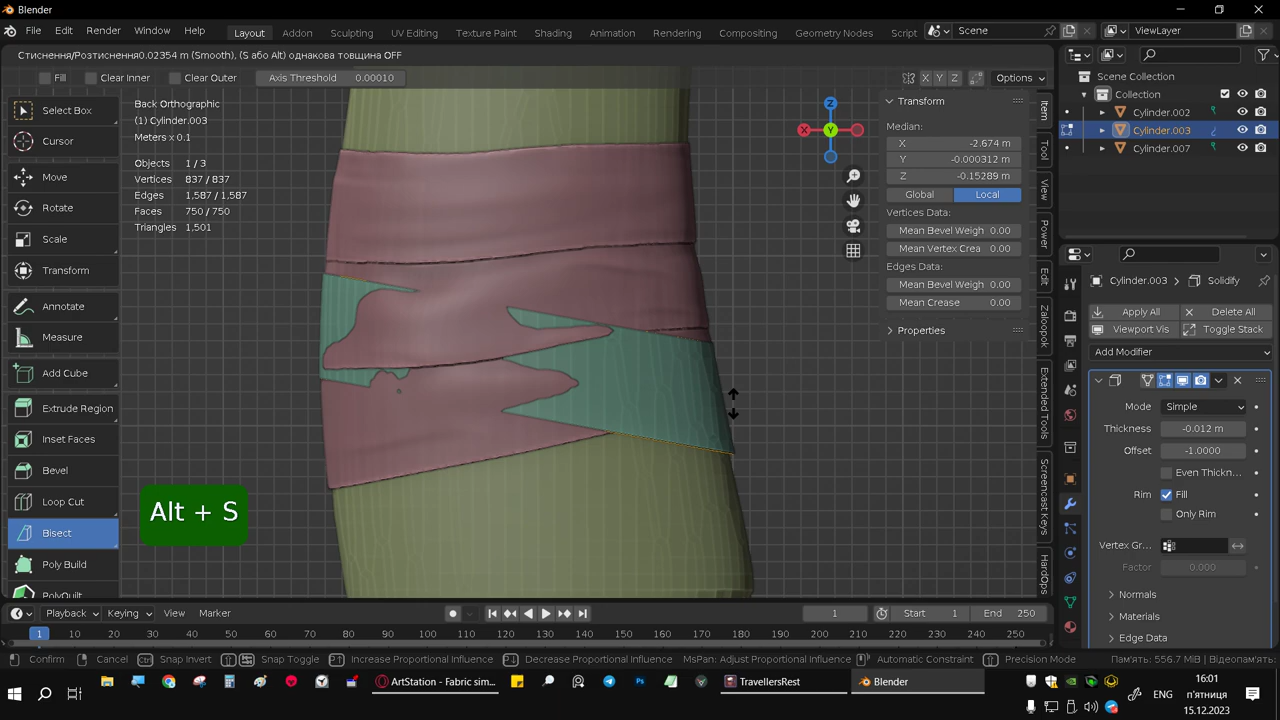 Blender
File Edit Render Window Help Layout Addon Sculpting UV Editing Texture Paint Shading Animation Rendering Compositing Geometry Nodes Script Scene ViewLayer
Стиснення/Розтиснення0.02354 m (Smooth), (S або Alt) однакова товщина OFF
Fill Clear Inner Clear Outer Axis Threshold 0.00010 X Y Z Options
Select Box
Cursor
Move
Rotate
Scale
Transform
Annotate
Measure
Add Cube
Extrude Region
Inset Faces
Bevel
Loop Cut
Bisect
Poly Build
PolyQuilt
Back Orthographic
(1) Cylinder.003
Meters x 0.1
Objects 1 / 3
Vertices 837 / 837
Edges 1,587 / 1,587
Faces 750 / 750
Triangles 1,501
Alt + S
Z
X Y
Transform
Median:
X -2.674 m
Y -0.000312 m
Z -0.15289 m
Global Local
Vertices Data:
Mean Bevel Weigh 0.00
Mean Vertex Crea 0.00
Edges Data:
Mean Bevel Weigh 0.00
Mean Crease 0.00
Properties
Item
Tool
View
Power
Edit
Zaloopok
Extended Tools
Screencast Keys
HardOps
Scene Collection
Collection
Cylinder.002
Cylinder.003
Cylinder.007
Cylinder.003 Solidify
Apply All Delete All
Viewport Vis Toggle Stack
Add Modifier
Mode Simple
Thickness -0.012 m
Offset -1.0000
Even Thickn...
Rim Fill
Only Rim
Vertex Gr...
Factor 0.000
Normals
Materials
Edge Data
Playback Keying View Marker 1 Start 1 End 250
1 10 20 30 40 50 60 70 80 90 100 110 120 130 140 150 160 170 180 190 200 210 220 230 240 250
Confirm Cancel Snap Invert Snap Toggle Increase Proportional Influence Decrease Proportional Influence MsPan: Adjust Proportional Influence Automatic Constraint Precision Mode Пам'ять: 556.7 MiB | Відеопам'ять:
ArtStation - Fabric sim... TravellersRest Blender
ENG
16:01
п'ятниця
15.12.2023